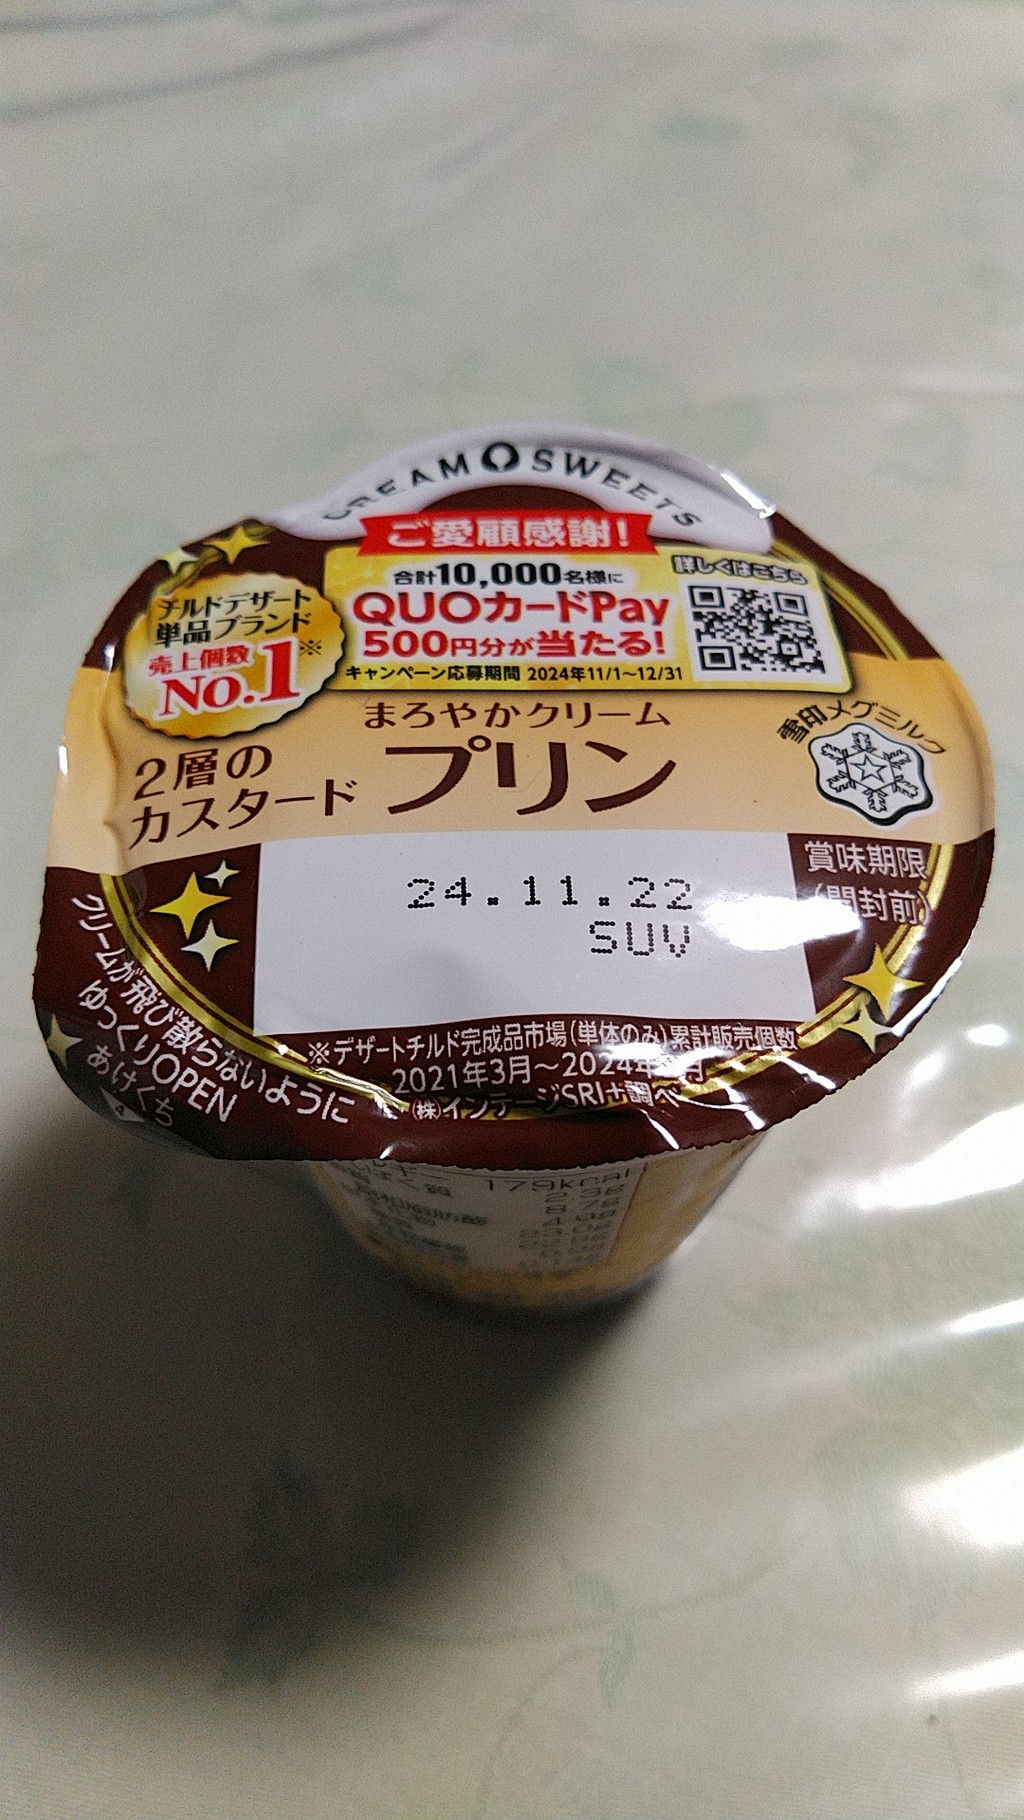 CREAM SWEETS
ご愛顧感謝!
合計10,000名様に
QUOカードPay
500円分が当たる!
キャンペーン応募期間 2024年11/1~12/31
詳しくはこちら
チルドデザート
単品ブランド
売上個数※
No.1
まろやかクリーム
2層の
カスタード
プリン
雪印メグミルク
24.11.22
SUV
賞味期限
(開封前)
クリームが飛び散らないように
ゆっくりOPEN
あけくち
※デザートチルド完成品市場(単体のみ)累計販売個数
2021年3月~2024年 月
(株)インテージSRI+調べ
179kcal